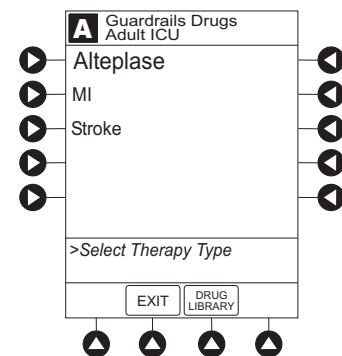 A
Guardrails Drugs
Adult ICU
Alteplase
MI
Stroke
>Select Therapy Type
EXIT
DRUG
LIBRARY